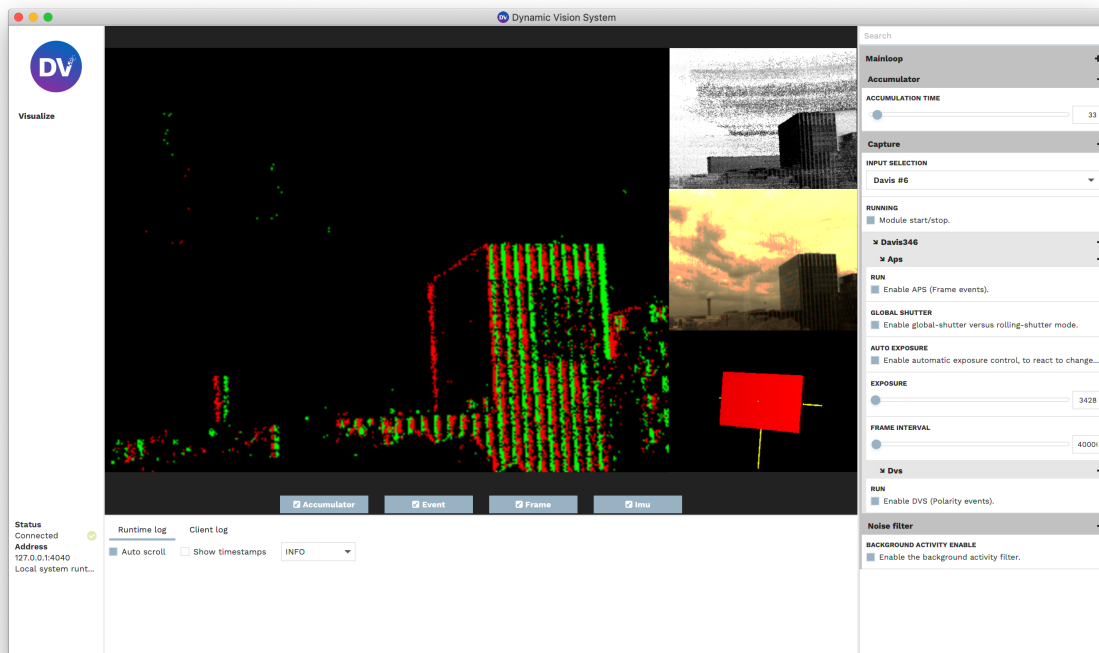 Dynamic Vision System
DV
Visualize
Accumulator
Event
Frame
Imu
Status
Connected
Address
127.0.0.1:4040
Local system runt...
Runtime log
Client log
Auto scroll
Show timestamps
INFO
Search
Mainloop
Accumulator
ACCUMULATION TIME
33
Capture
INPUT SELECTION
Davis #6
RUNNING
Module start/stop.
Davis346
Aps
RUN
Enable APS (Frame events).
GLOBAL SHUTTER
Enable global-shutter versus rolling-shutter mode.
AUTO EXPOSURE
Enable automatic exposure control, to react to change...
EXPOSURE
3428
FRAME INTERVAL
4000
Dvs
RUN
Enable DVS (Polarity events).
Noise filter
BACKGROUND ACTIVITY ENABLE
Enable the background activity filter.